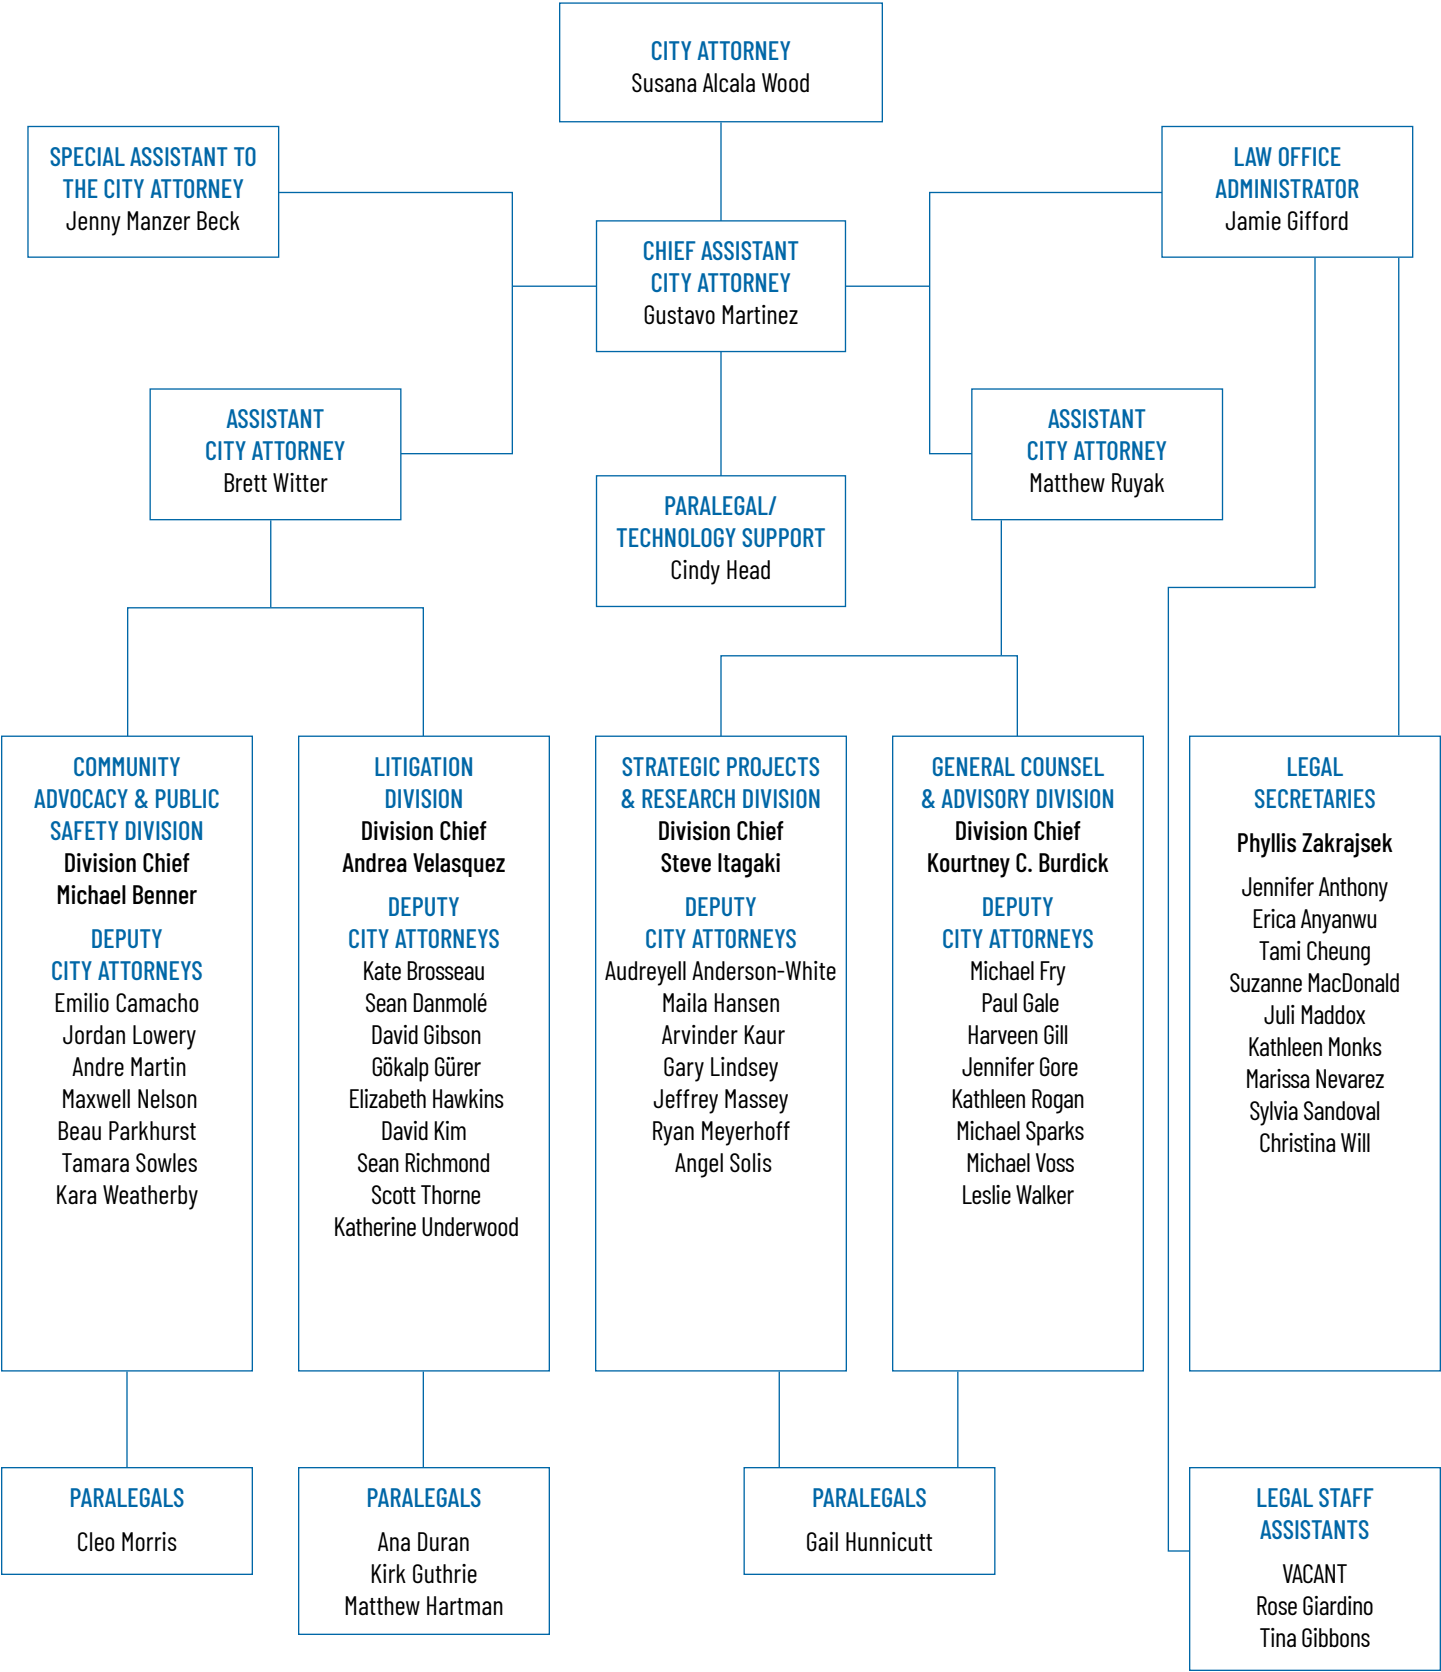 CITY ATTORNEY
Susana Alcala Wood
SPECIAL ASSISTANT TO
THE CITY ATTORNEY
Jenny Manzer Beck
LAW OFFICE
ADMINISTRATOR
Jamie Gifford
CHIEF ASSISTANT
CITY ATTORNEY
Gustavo Martinez
ASSISTANT
CITY ATTORNEY
Brett Witter
ASSISTANT
CITY ATTORNEY
Matthew Ruyak
PARALEGAL/
TECHNOLOGY SUPPORT
Cindy Head
COMMUNITY
ADVOCACY & PUBLIC
SAFETY DIVISION
Division Chief
Michael Benner
DEPUTY
CITY ATTORNEYS
Emilio Camacho
Jordan Lowery
Andre Martin
Maxwell Nelson
Beau Parkhurst
Tamara Sowles
Kara Weatherby
LITIGATION
DIVISION
Division Chief
Andrea Velasquez
DEPUTY
CITY ATTORNEYS
Kate Brosseau
Sean Danmolé
David Gibson
Gökalp Gürer
Elizabeth Hawkins
David Kim
Sean Richmond
Scott Thorne
Katherine Underwood
STRATEGIC PROJECTS
& RESEARCH DIVISION
Division Chief
Steve Itagaki
DEPUTY
CITY ATTORNEYS
Audreyell Anderson-White
Maila Hansen
Arvinder Kaur
Gary Lindsey
Jeffrey Massey
Ryan Meyerhoff
Angel Solis
GENERAL COUNSEL
& ADVISORY DIVISION
Division Chief
Kourtney C. Burdick
DEPUTY
CITY ATTORNEYS
Michael Fry
Paul Gale
Harveen Gill
Jennifer Gore
Kathleen Rogan
Michael Sparks
Michael Voss
Leslie Walker
LEGAL
SECRETARIES
Phyllis Zakrajsek
Jennifer Anthony
Erica Anyanwu
Tami Cheung
Suzanne MacDonald
Juli Maddox
Kathleen Monks
Marissa Nevarez
Sylvia Sandoval
Christina Will
PARALEGALS
Cleo Morris
PARALEGALS
Ana Duran
Kirk Guthrie
Matthew Hartman
PARALEGALS
Gail Hunnicutt
LEGAL STAFF
ASSISTANTS
VACANT
Rose Giardino
Tina Gibbons